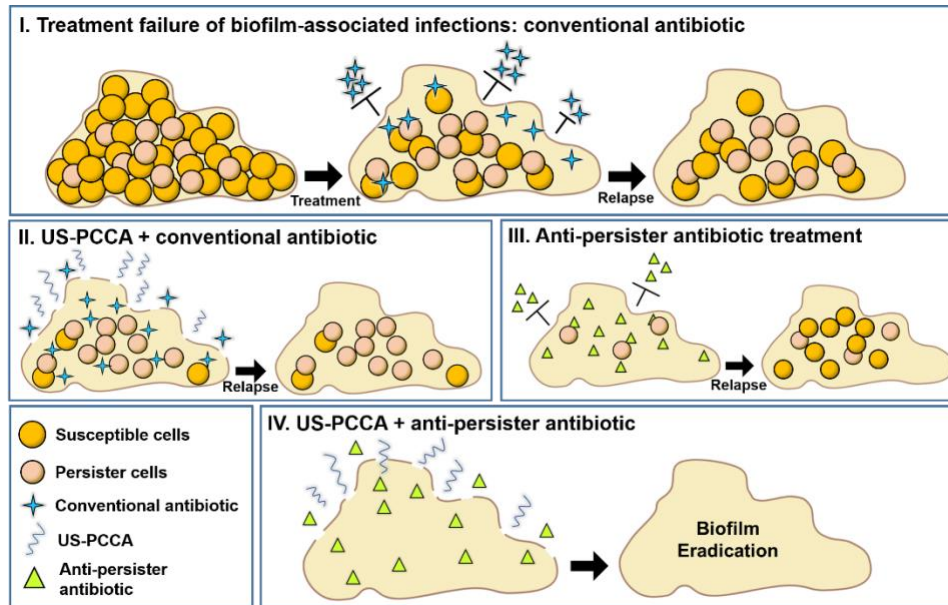 I. Treatment failure of biofilm-associated infections: conventional antibiotic
Treatment
Relapse
II. US-PCCA + conventional antibiotic
Relapse
III. Anti-persister antibiotic treatment
Relapse
Susceptible cells
Persister cells
Conventional antibiotic
US-PCCA
Anti-persister
antibiotic
IV. US-PCCA + anti-persister antibiotic
Biofilm
Eradication